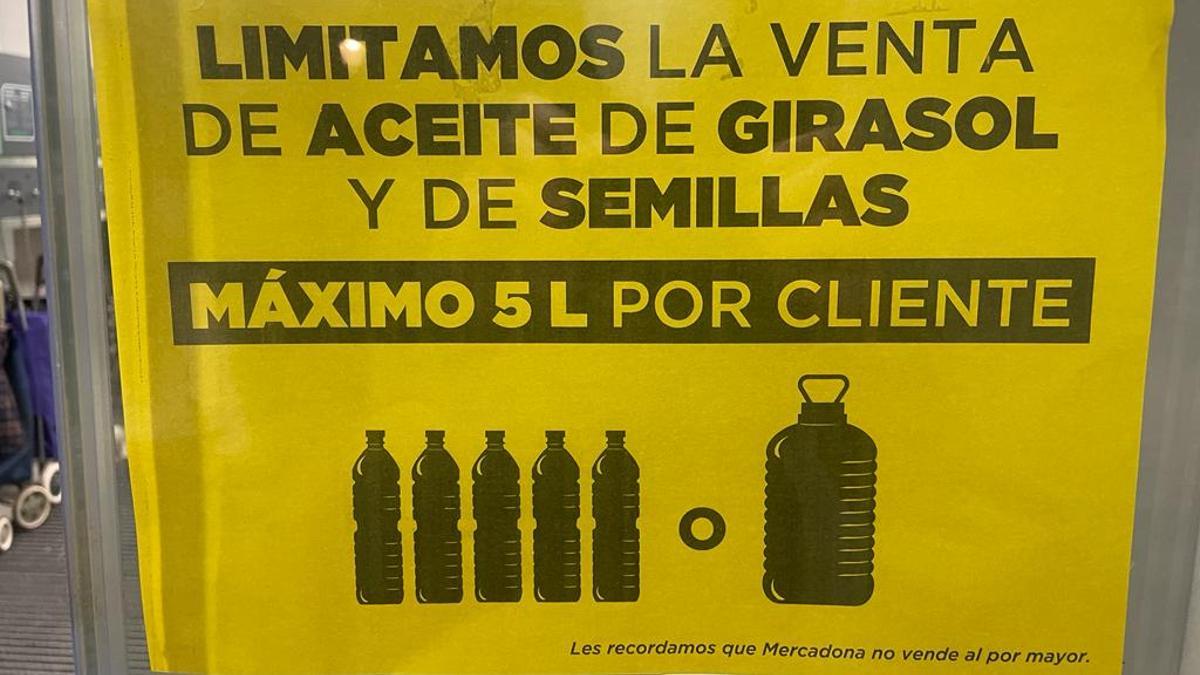 LIMITAMOS LA VENTA
DE ACEITE DE GIRASOL
Y DE SEMILLAS
MÁXIMO 5 L POR CLIENTE
O
Les recordamos que Mercadona no vende al por mayor.